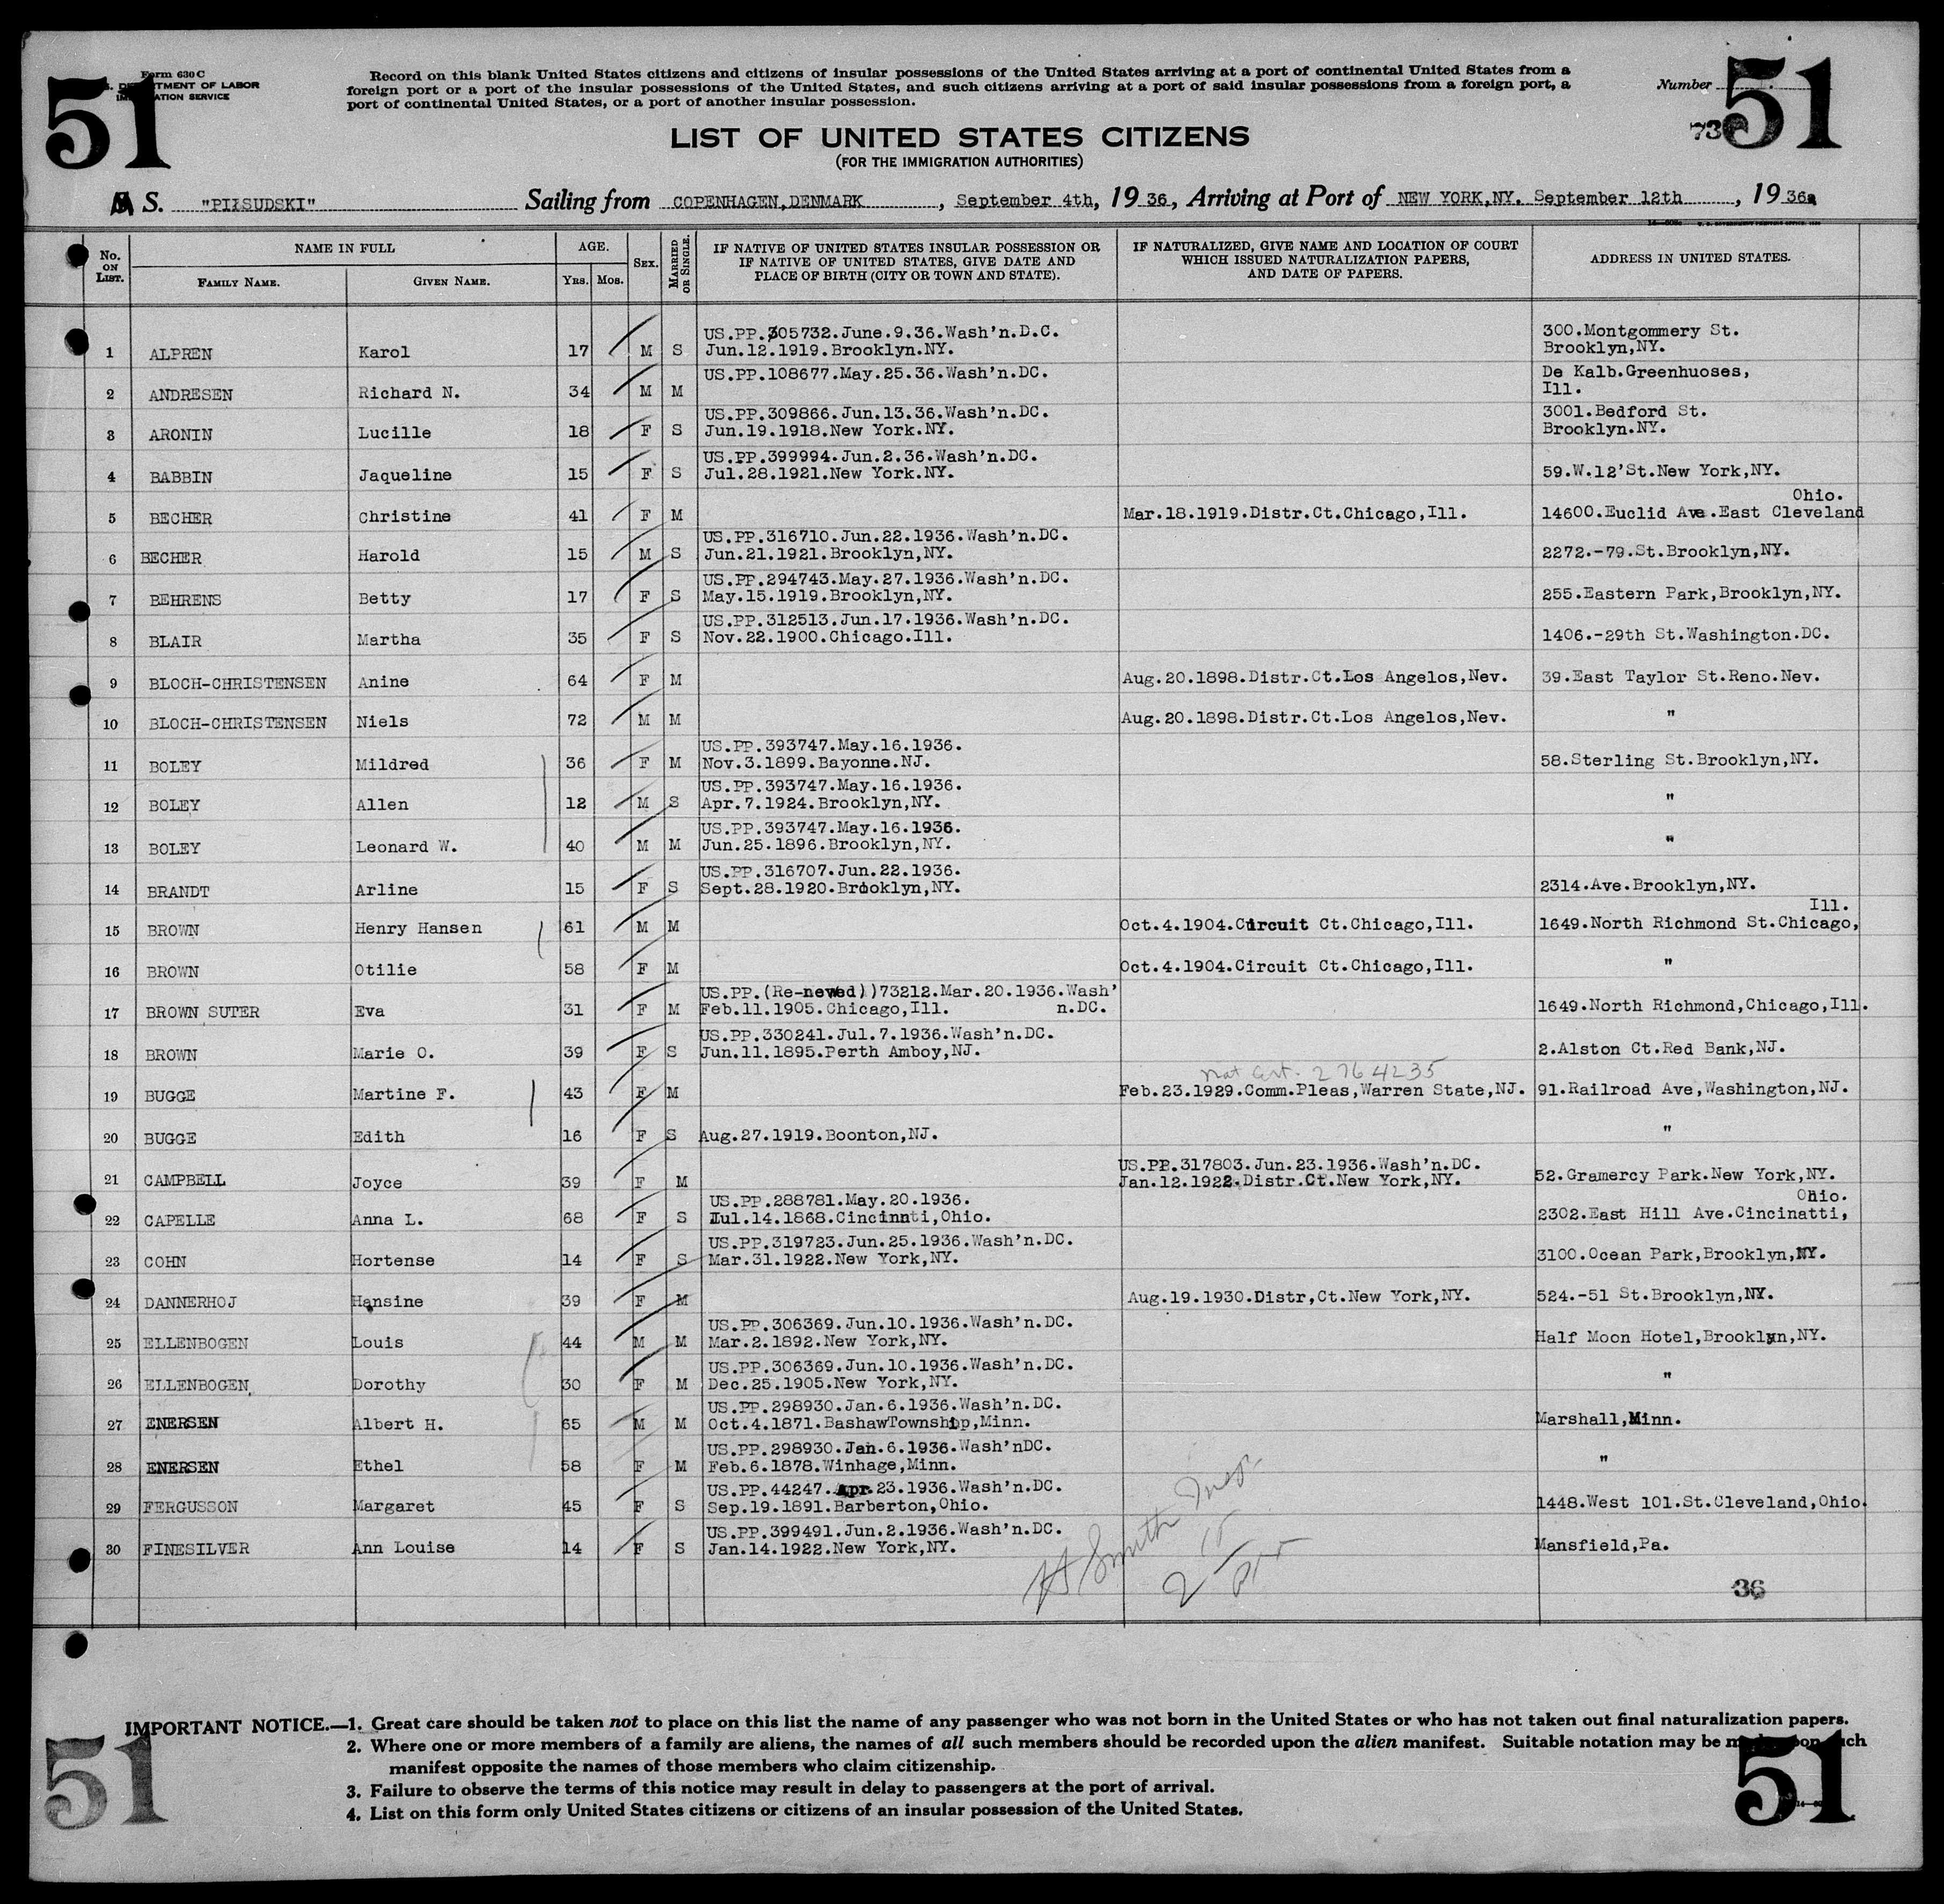 51
51
Form 630 C
U.S. DEPARTMENT OF LABOR
IMMIGRATION SERVICE
Record on this blank United States citizens and citizens of insular possessions of the United States arriving at a port of continental United States from a
foreign port or a port of the insular possessions of the United States, and such citizens arriving at a port of said insular possessions from a foreign port, a
port of continental United States, or a port of another insular possession.
Number
73
LIST OF UNITED STATES CITIZENS
(FOR THE IMMIGRATION AUTHORITIES)
S. "PIŁSUDSKI" Sailing from COPENHAGEN,DENMARK, September 4th, 1936, Arriving at Port of NEW YORK,NY. September 12th, 1936
No. ON LIST. NAME IN FULL FAMILY NAME. GIVEN NAME. AGE. YRS. MOS. SEX. MARRIED OR SINGLE. IF NATIVE OF UNITED STATES INSULAR POSSESSION OR IF NATIVE OF UNITED STATES, GIVE DATE AND PLACE OF BIRTH (CITY OR TOWN AND STATE). IF NATURALIZED, GIVE NAME AND LOCATION OF COURT WHICH ISSUED NATURALIZATION PAPERS, AND DATE OF PAPERS. ADDRESS IN UNITED STATES.
US.PP.305732.June.9.36.Wash'n.D.C. 300.Montgommery St.
1 ALPREN Karol 17 M S Jun.12.1919.Brooklyn.NY. Brooklyn,NY.
US.PP.108677.May.25.36.Wash'n.DC. De Kalb.Greenhuoses,
2 ANDRESEN Richard N. 34 M M Ill.
US.PP.309866.Jun.13.36.Wash'n.DC. 3001.Bedford St.
3 ARONIN Lucille 18 F S Jun.19.1918.New York.NY. Brooklyn.NY.
US.PP.399994.Jun.2.36.Wash'n.DC.
4 BABBIN Jaqueline 15 F S Jul.28.1921.New York.NY. 59.W.12'St.New York,NY.
Ohio.
5 BECHER Christine 41 F M Mar.18.1919.Distr.Ct.Chicago,Ill. 14600.Euclid Ave.East Cleveland
US.PP.316710.Jun.22.1936.Wash'n.DC.
6 BECHER Harold 15 M S Jun.21.1921.Brooklyn,NY. 2272.-79.St.Brooklyn,NY.
US.PP.294743.May.27.1936.Wash'n.DC.
7 BEHRENS Betty 17 F S May.15.1919.Brooklyn,NY. 255.Eastern Park,Brooklyn,NY.
US.PP.312513.Jun.17.1936.Wash'n.DC.
8 BLAIR Martha 35 F S Nov.22.1900.Chicago.Ill. 1406.-29th St.Washington.DC.
9 BLOCH-CHRISTENSEN Anine 64 F M Aug.20.1898.Distr.Ct.Los Angelos,Nev. 39.East Taylor St.Reno.Nev.
10 BLOCH-CHRISTENSEN Niels 72 M M Aug.20.1898.Distr.Ct.Los Angelos,Nev. "
US.PP.393747.May.16.1936.
11 BOLEY Mildred 36 F M Nov.3.1899.Bayonne.NJ. 58.Sterling St.Brooklyn,NY.
US.PP.393747.May.16.1936.
12 BOLEY Allen 12 M S Apr.7.1924.Brooklyn,NY. "
US.PP.393747.May.16.1936.
13 BOLEY Leonard W. 40 M M Jun.25.1896.Brooklyn,NY. "
US.PP.316707.Jun.22.1936.
14 BRANDT Arline 15 F S Sept.28.1920.Brooklyn,NY. 2314.Ave.Brooklyn,NY.
Ill.
15 BROWN Henry Hansen 61 M M Oct.4.1904.Circuit Ct.Chicago,Ill. 1649.North Richmond St.Chicago,
16 BROWN Otilie 58 F M Oct.4.1904.Circuit Ct.Chicago,Ill. "
US.PP.(Re-newed))73212.Mar.20.1936.Wash'
17 BROWN SUTER Eva 31 F M Feb.11.1905.Chicago,Ill. n.DC. 1649.North Richmond,Chicago,Ill.
US.PP.330241.Jul.7.1936.Wash'n.DC.
18 BROWN Marie O. 39 F S Jun.11.1895.Perth Amboy,NJ. 2.Alston Ct.Red Bank,NJ.
Nat Cert. 2764235
19 BUGGE Martine F. 43 F M Feb.23.1929.Comm.Pleas,Warren State,NJ. 91.Railroad Ave,Washington,NJ.
20 BUGGE Edith 16 F S Aug.27.1919.Boonton,NJ. "
US.PP.317803.Jun.23.1936.Wash'n.DC.
21 CAMPBELL Joyce 39 F M Jan.12.1922.Distr.Ct.New York,NY. 52.Gramercy Park.New York,NY.
US.PP.288781.May.20.1936. Ohio.
22 CAPELLE Anna L. 68 F S Iul.14.1868.Cincinnti,Ohio. 2302.East Hill Ave.Cincinatti,
US.PP.319723.Jun.25.1936.Wash'n.DC.
23 COHN Hortense 14 F S Mar.31.1922.New York,NY. 3100.Ocean Park,Brooklyn,NY.
24 DANNERHOJ Hansine 39 F M Aug.19.1930.Distr,Ct.New York,NY. 524.-51 St.Brooklyn,NY.
US.PP.306369.Jun.10.1936.Wash'n.DC.
25 ELLENBOGEN Louis 44 M M Mar.2.1892.New York,NY. Half Moon Hotel,Brooklyn,NY.
US.PP.306369.Jun.10.1936.Wash'n.DC.
26 ELLENBOGEN Dorothy 30 F M Dec.25.1905.New York,NY. "
US.PP.298930.Jan.6.1936.Wash'n.DC.
27 ENERSEN Albert H. 65 M M Oct.4.1871.BashawTownship,Minn. Marshall,Minn.
US.PP.298930.Jan.6.1936.Wash'nDC.
28 ENERSEN Ethel 58 F M Feb.6.1878.Winhage,Minn. "
US.PP.44247.Apr.23.1936.Wash'n.DC.
29 FERGUSSON Margaret 45 F S Sep.19.1891.Barberton,Ohio. 1448.West 101.St.Cleveland,Ohio.
US.PP.399491.Jun.2.1936.Wash'n.DC.
30 FINESILVER Ann Louise 14 F S Jan.14.1922.New York,NY. Mansfield,Pa.
H Smith Insp.
36
IMPORTANT NOTICE.—1. Great care should be taken not to place on this list the name of any passenger who was not born in the United States or who has not taken out final naturalization papers.
2. Where one or more members of a family are aliens, the names of all such members should be recorded upon the alien manifest. Suitable notation may be made upon such
manifest opposite the names of those members who claim citizenship.
3. Failure to observe the terms of this notice may result in delay to passengers at the port of arrival.
4. List on this form only United States citizens or citizens of an insular possession of the United States.
51
51